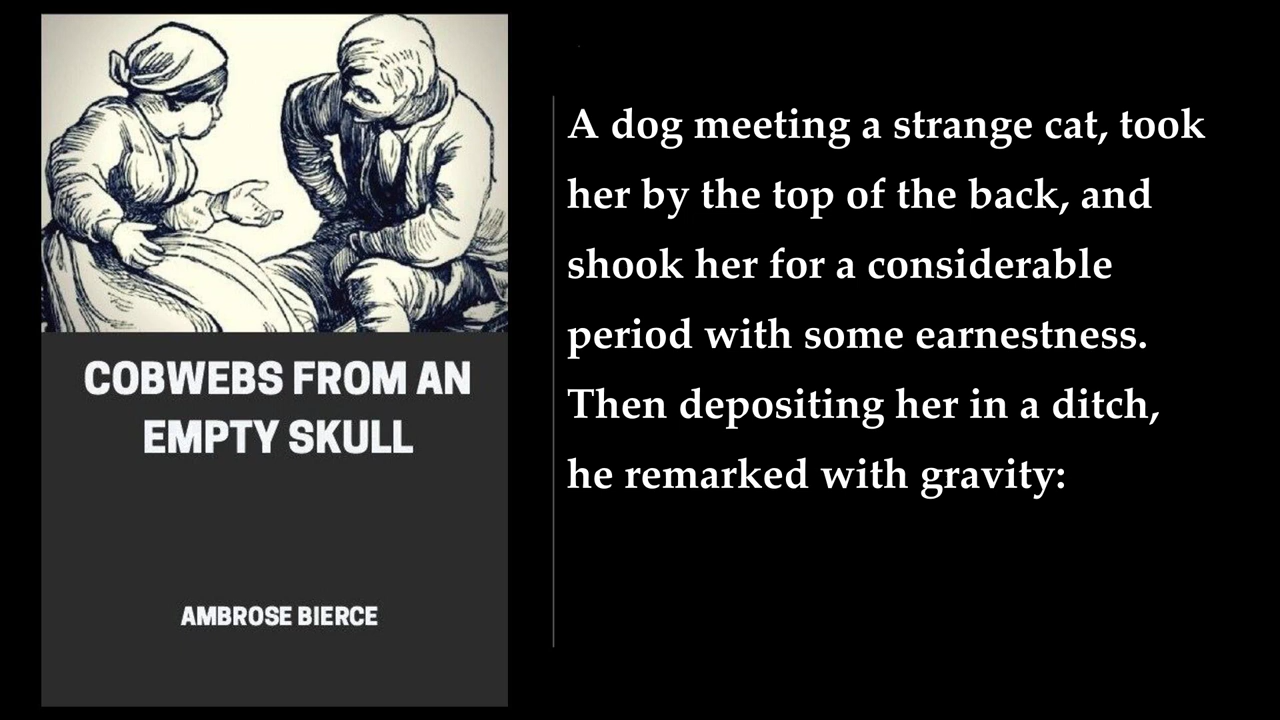 COBWEBS FROM AN
EMPTY SKULL
AMBROSE BIERCE
A dog meeting a strange cat, took
her by the top of the back, and
shook her for a considerable
period with some earnestness.
Then depositing her in a ditch,
he remarked with gravity: